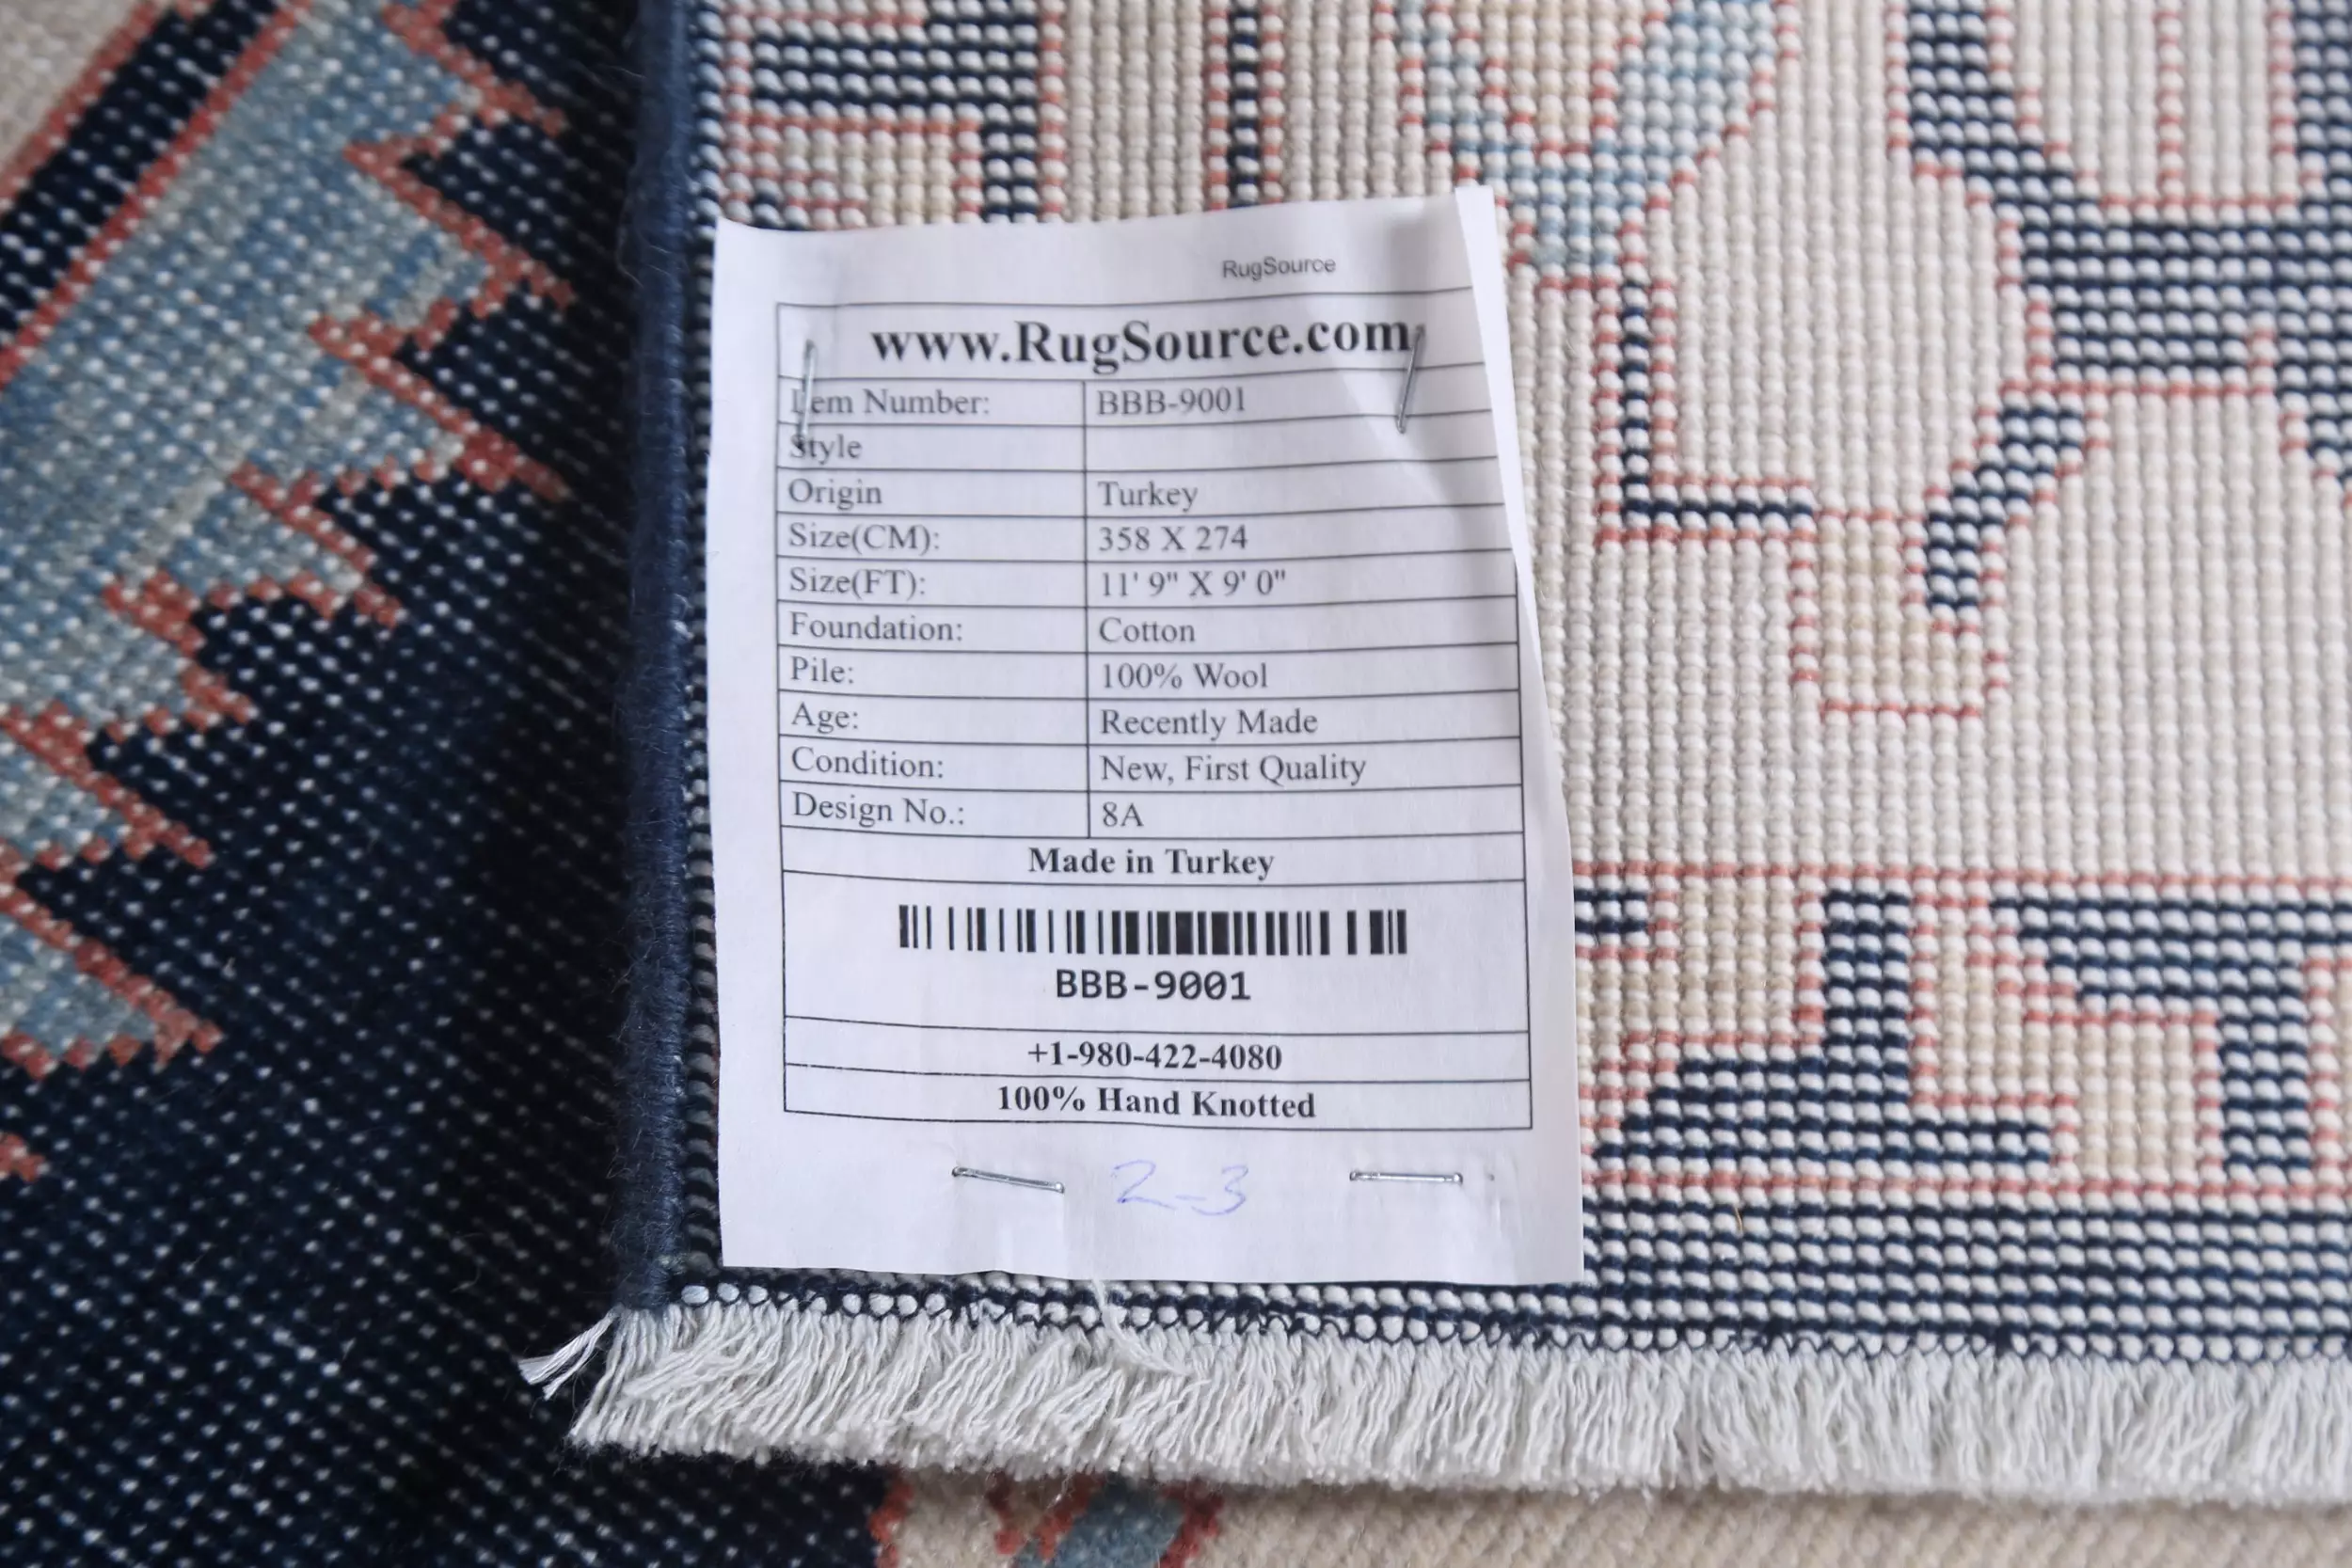 RugSource
www.RugSource.com
Item Number: BBB-9001
Style
Origin Turkey
Size(CM): 358 X 274
Size(FT): 11' 9" X 9' 0"
Foundation: Cotton
Pile: 100% Wool
Age: Recently Made
Condition: New, First Quality
Design No.: 8A
Made in Turkey
BBB-9001
+1-980-422-4080
100% Hand Knotted
2-3